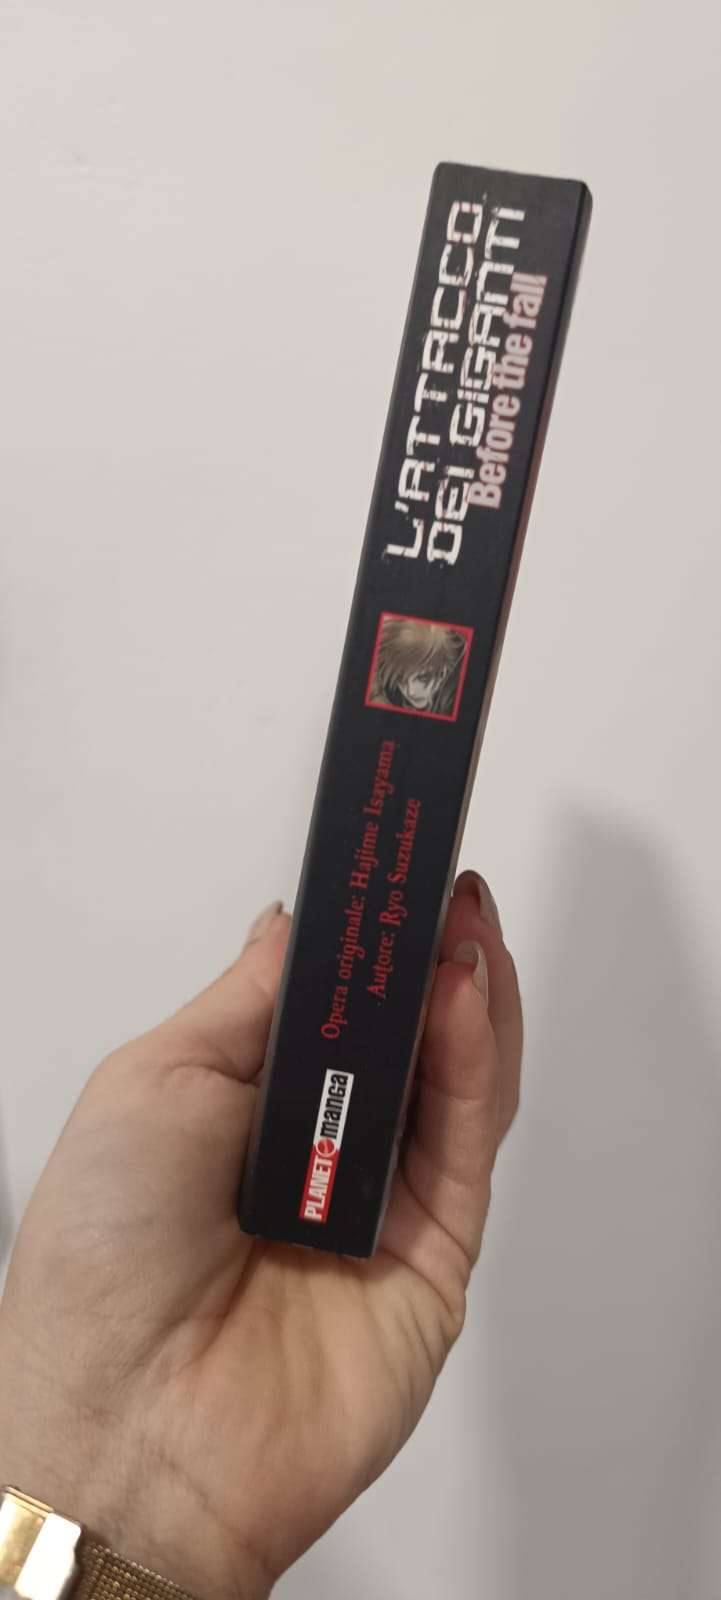 L'ATTACCO
DEI GIGANTI
Before the fall
Opera originale: Hajime Isayama
Autore: Ryo Suzukaze
PLANET manga